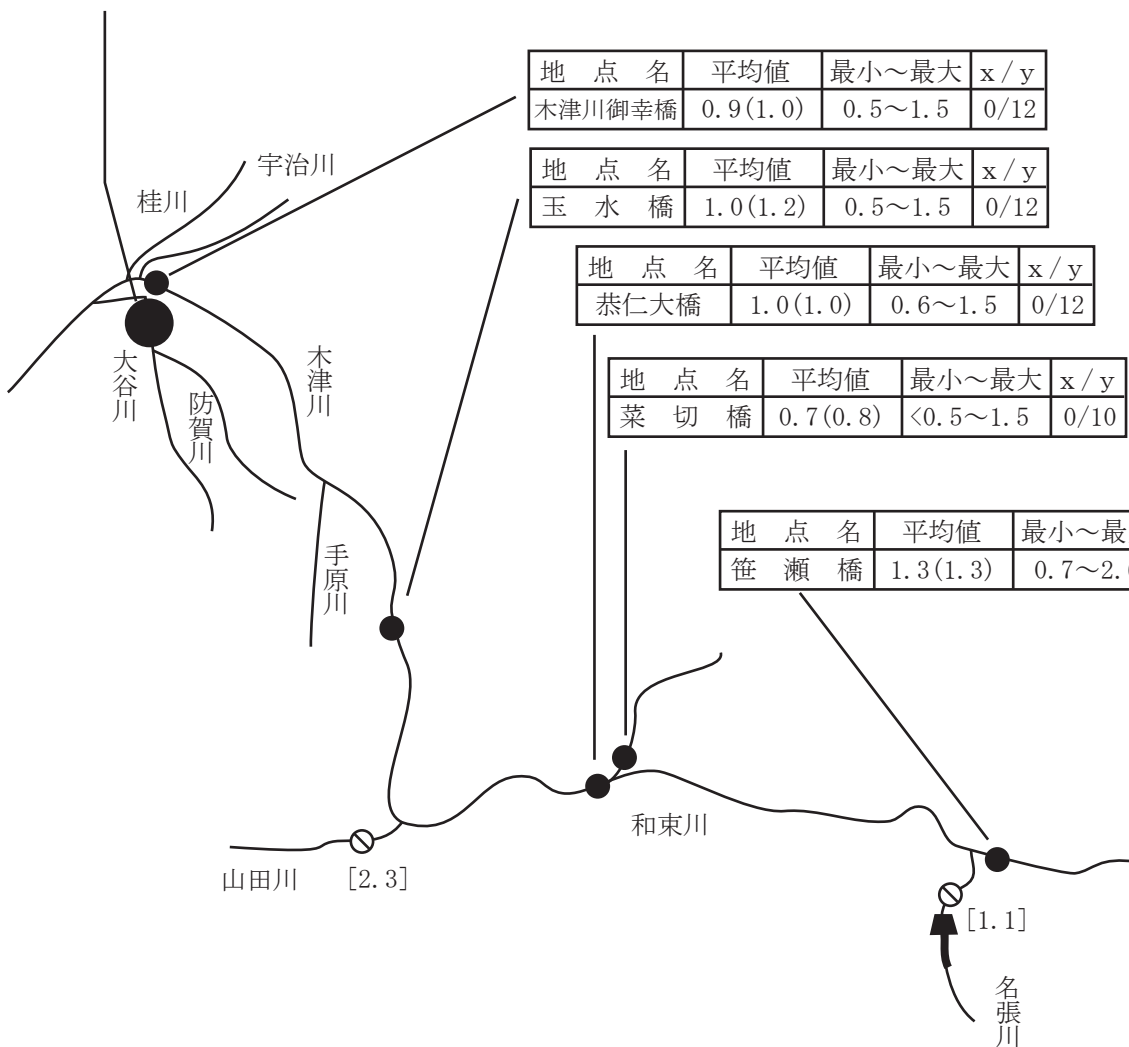 地点名 平均値 最小～最大 x/y
木津川御幸橋 0.9(1.0) 0.5～1.5 0/12
地点名 平均値 最小～最大 x/y
玉水橋 1.0(1.2) 0.5～1.5 0/12
地点名 平均値 最小～最大 x/y
恭仁大橋 1.0(1.0) 0.6～1.5 0/12
地点名 平均値 最小～最大 x/y
菜切橋 0.7(0.8) <0.5～1.5 0/10
地点名 平均値 最小～最
笹瀬橋 1.3(1.3) 0.7～2.
宇治川
桂川
木津川
大谷川
防賀川
手原川
和束川
山田川
[2.3]
[1.1]
名張川